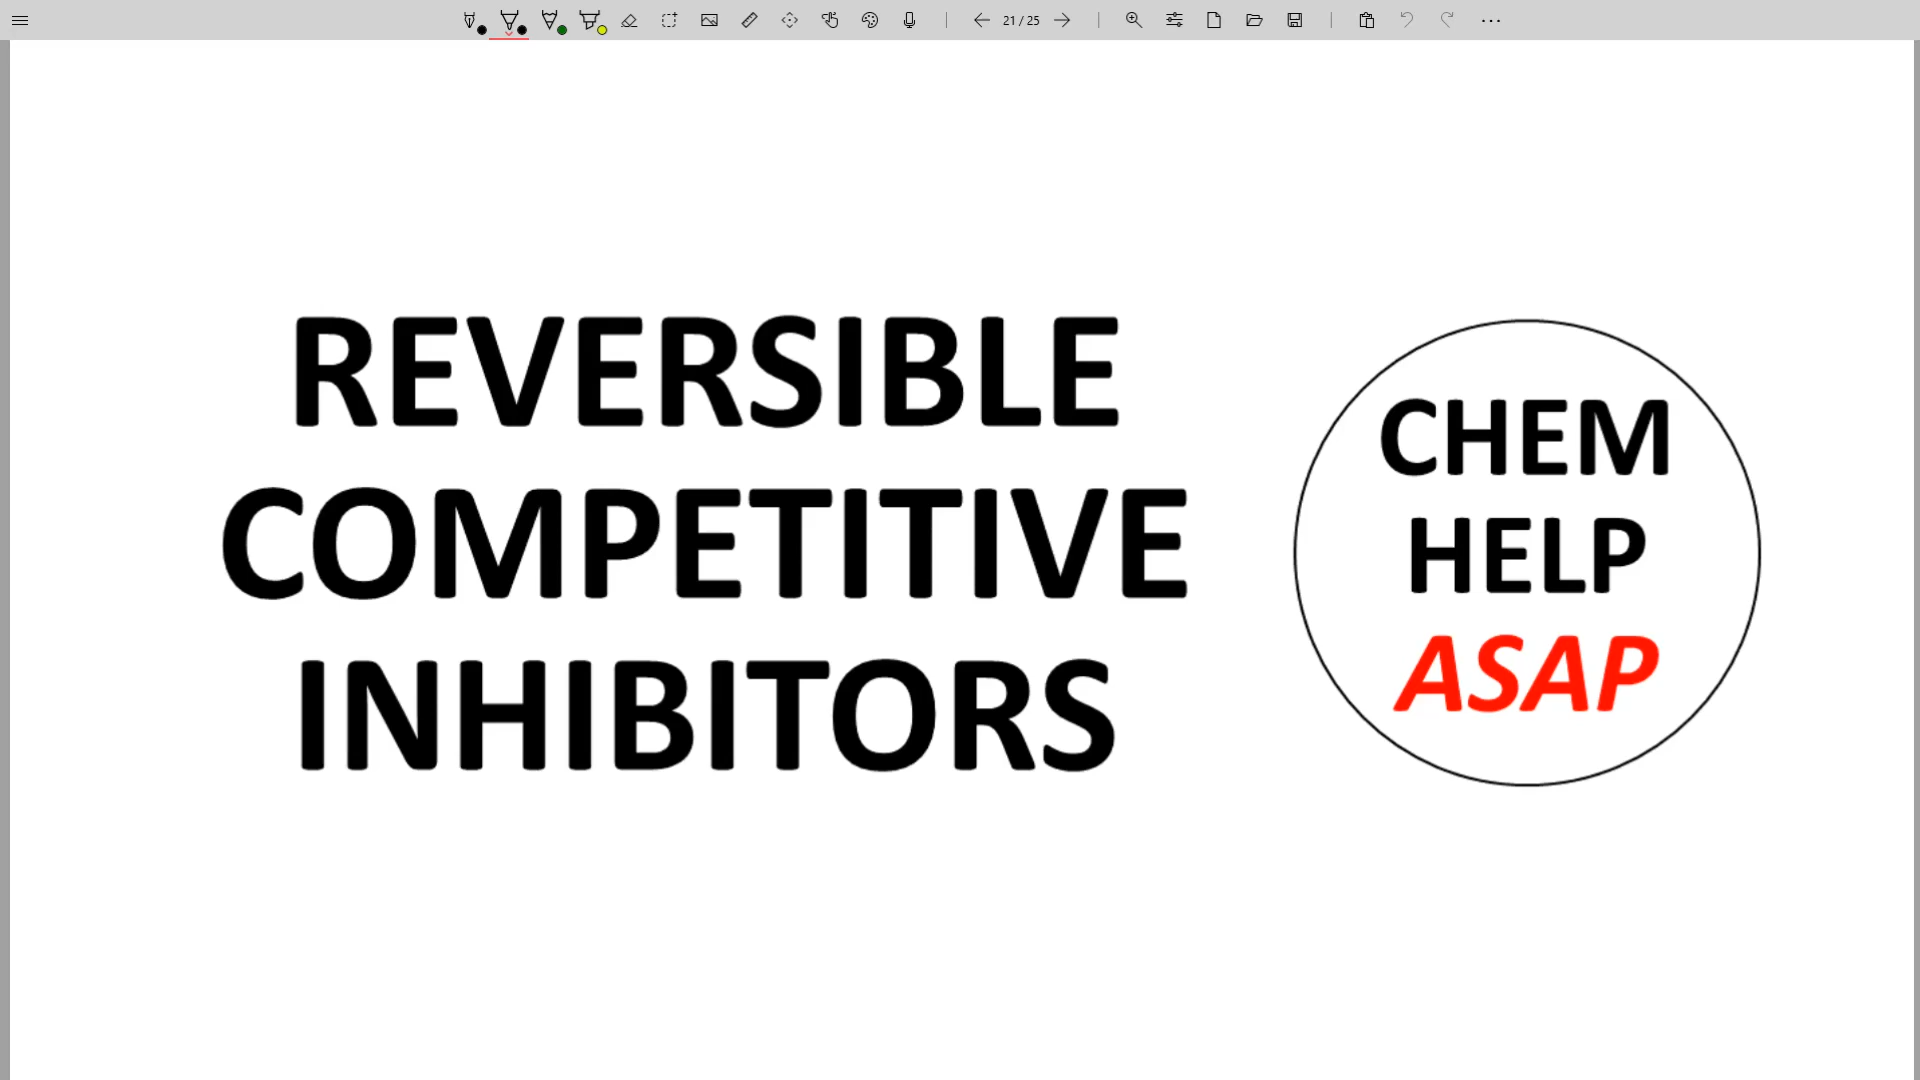 21 / 25
REVERSIBLE
COMPETITIVE
INHIBITORS
CHEM
HELP
ASAP